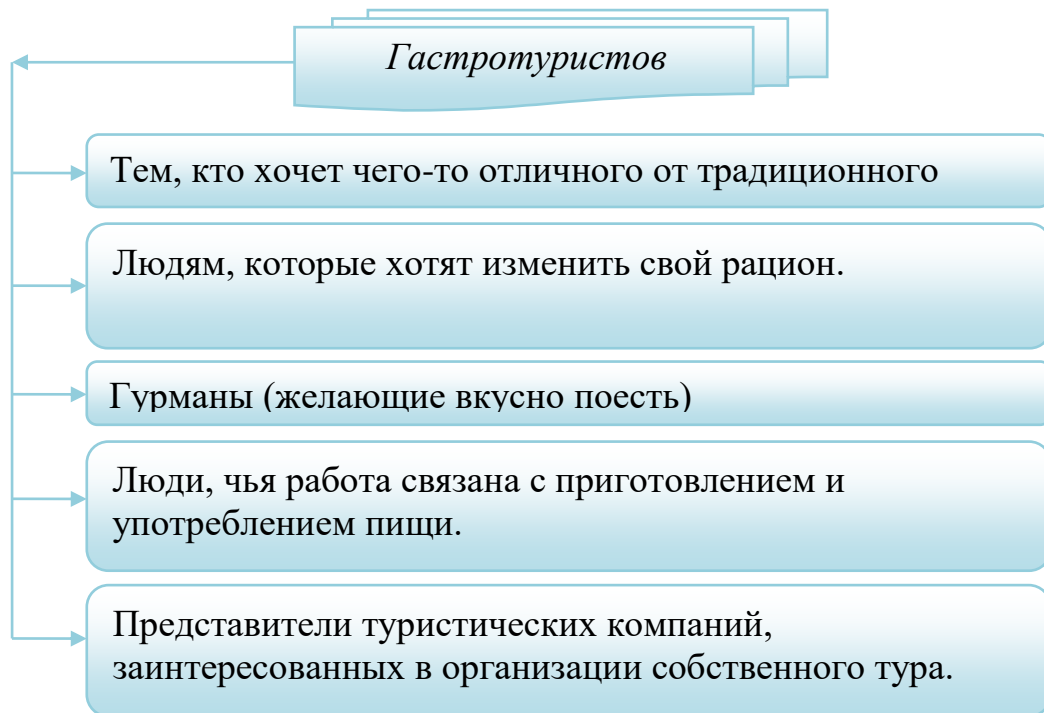 Гастротуристов
Тем, кто хочет чего-то отличного от традиционного
Людям, которые хотят изменить свой рацион.
Гурманы (желающие вкусно поесть)
Люди, чья работа связана с приготовлением и
употреблением пищи.
Представители туристических компаний,
заинтересованных в организации собственного тура.